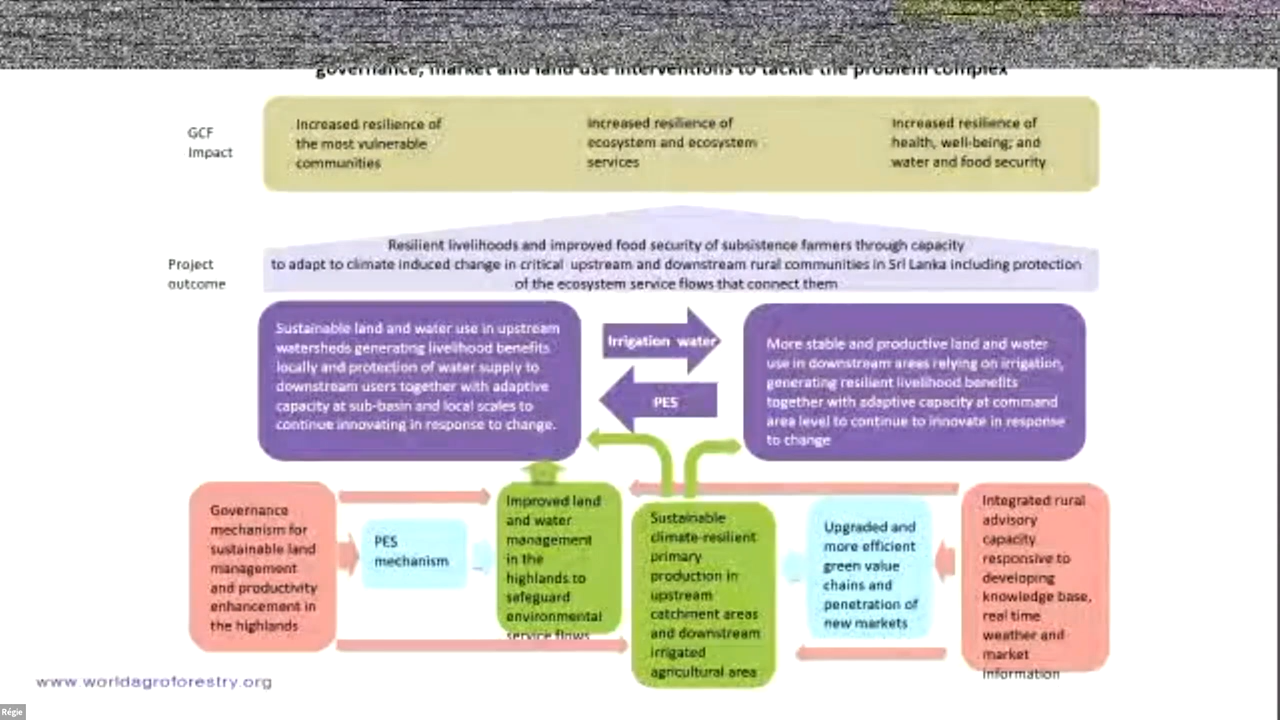 governance, market and land use interventions to tackle the problem complex
GCF
Impact
Increased resilience of
the most vulnerable
communities
Increased resilience of
ecosystem and ecosystem
services
Increased resilience of
health, well-being; and
water and food security
Project
outcome
Resilient livelihoods and improved food security of subsistence farmers through capacity
to adapt to climate induced change in critical upstream and downstream rural communities in Sri Lanka including protection
of the ecosystem service flows that connect them
Sustainable land and water use in upstream
watersheds generating livelihood benefits
locally and protection of water supply to
downstream users together with adaptive
capacity at sub-basin and local scales to
continue innovating in response to change.
Irrigation water
PES
More stable and productive land and water
use in downstream areas relying on irrigation,
generating resilient livelihood benefits
together with adaptive capacity at command
area level to continue to innovate in response
to change
Governance
mechanism for
sustainable land
management
and productivity
enhancement in
the highlands
PES
mechanism
Improved land
and water
management
in the
highlands to
safeguard
environmental
service flows
Sustainable
climate-resilient
primary
production in
upstream
catchment areas
and downstream
irrigated
agricultural area
Upgraded and
more efficient
green value
chains and
penetration of
new markets
Integrated rural
advisory
capacity
responsive to
developing
knowledge base,
real time
weather and
market
information
www.worldagroforestry.org
Régie